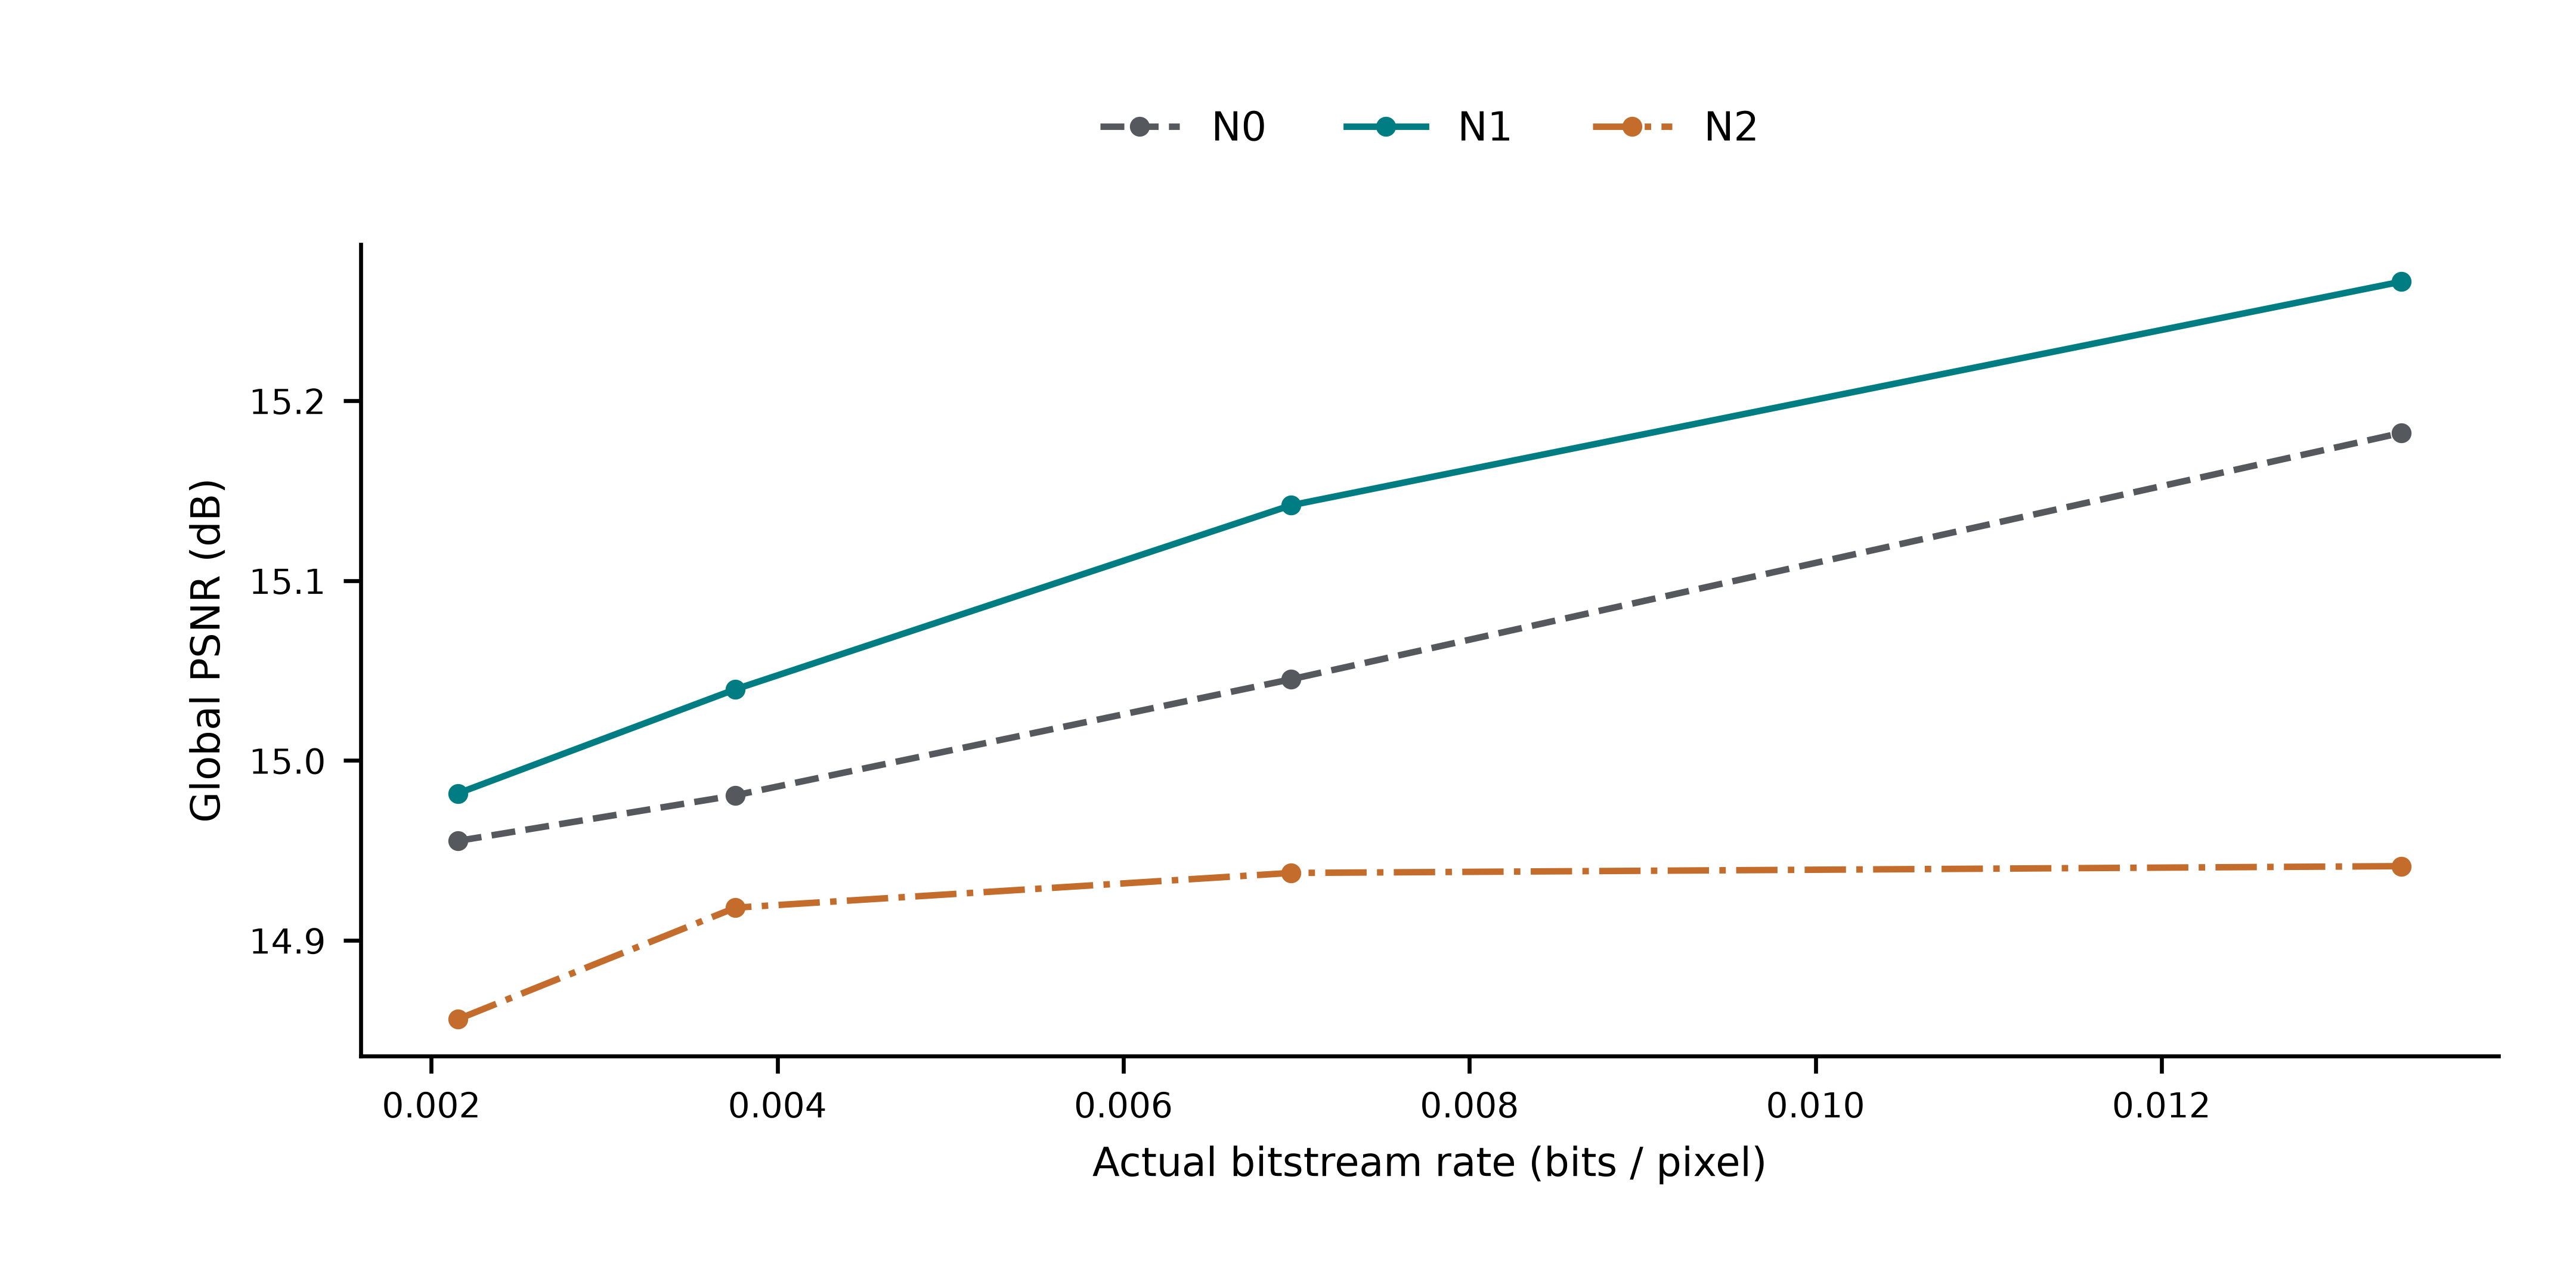 N0 N1 N2
Global PSNR (dB)
15.2
15.1
15.0
14.9
0.002 0.004 0.006 0.008 0.010 0.012
Actual bitstream rate (bits / pixel)